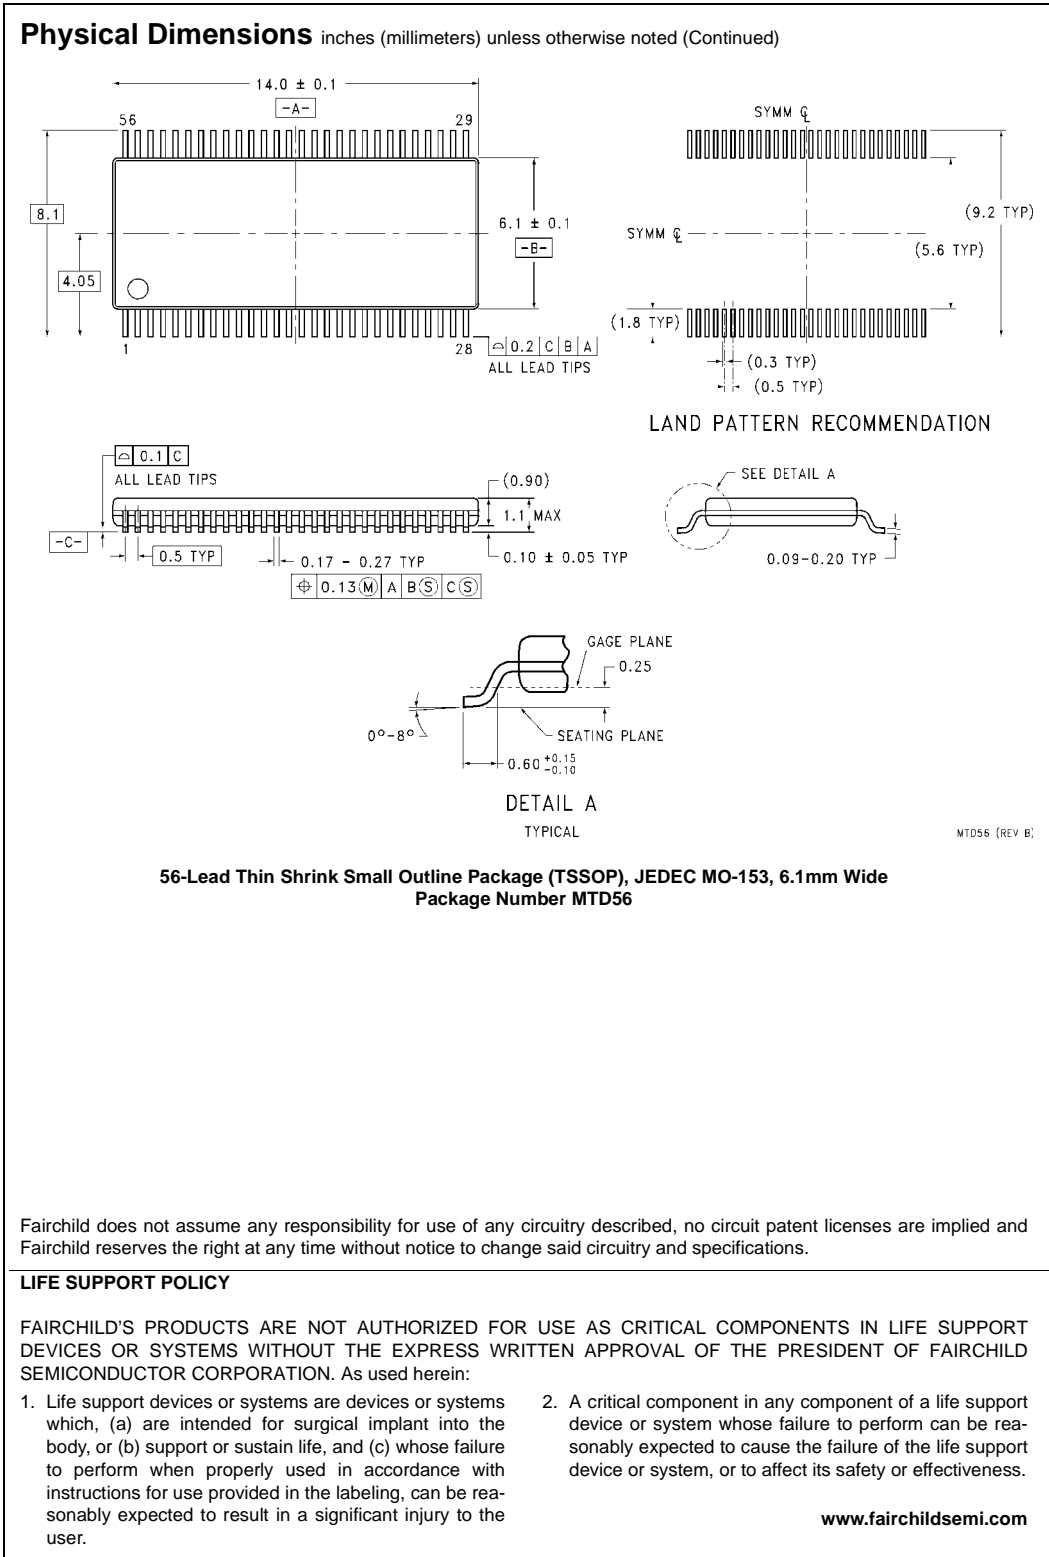 Physical Dimensions inches (millimeters) unless otherwise noted (Continued)
14.0 ± 0.1
-A-
56
29
8.1
4.05
6.1 ± 0.1
-B-
1
28
⌓ 0.2 C B A
ALL LEAD TIPS
SYMM ℄
SYMM ℄
(9.2 TYP)
(5.6 TYP)
(1.8 TYP)
(0.3 TYP)
(0.5 TYP)
LAND PATTERN RECOMMENDATION
⌓ 0.1 C
ALL LEAD TIPS
(0.90)
1.1 MAX
-C-
0.5 TYP
0.17 - 0.27 TYP
0.10 ± 0.05 TYP
⌖ 0.13 Ⓜ A B Ⓢ C Ⓢ
SEE DETAIL A
0.09-0.20 TYP
GAGE PLANE
0.25
0°-8°
SEATING PLANE
0.60 +0.15 -0.10
DETAIL A
TYPICAL
MTD56 (REV B)
56-Lead Thin Shrink Small Outline Package (TSSOP), JEDEC MO-153, 6.1mm Wide
Package Number MTD56
Fairchild does not assume any responsibility for use of any circuitry described, no circuit patent licenses are implied and
Fairchild reserves the right at any time without notice to change said circuitry and specifications.
LIFE SUPPORT POLICY
FAIRCHILD'S PRODUCTS ARE NOT AUTHORIZED FOR USE AS CRITICAL COMPONENTS IN LIFE SUPPORT
DEVICES OR SYSTEMS WITHOUT THE EXPRESS WRITTEN APPROVAL OF THE PRESIDENT OF FAIRCHILD
SEMICONDUCTOR CORPORATION. As used herein:
1. Life support devices or systems are devices or systems
which, (a) are intended for surgical implant into the
body, or (b) support or sustain life, and (c) whose failure
to perform when properly used in accordance with
instructions for use provided in the labeling, can be rea-
sonably expected to result in a significant injury to the
user.
2. A critical component in any component of a life support
device or system whose failure to perform can be rea-
sonably expected to cause the failure of the life support
device or system, or to affect its safety or effectiveness.
www.fairchildsemi.com